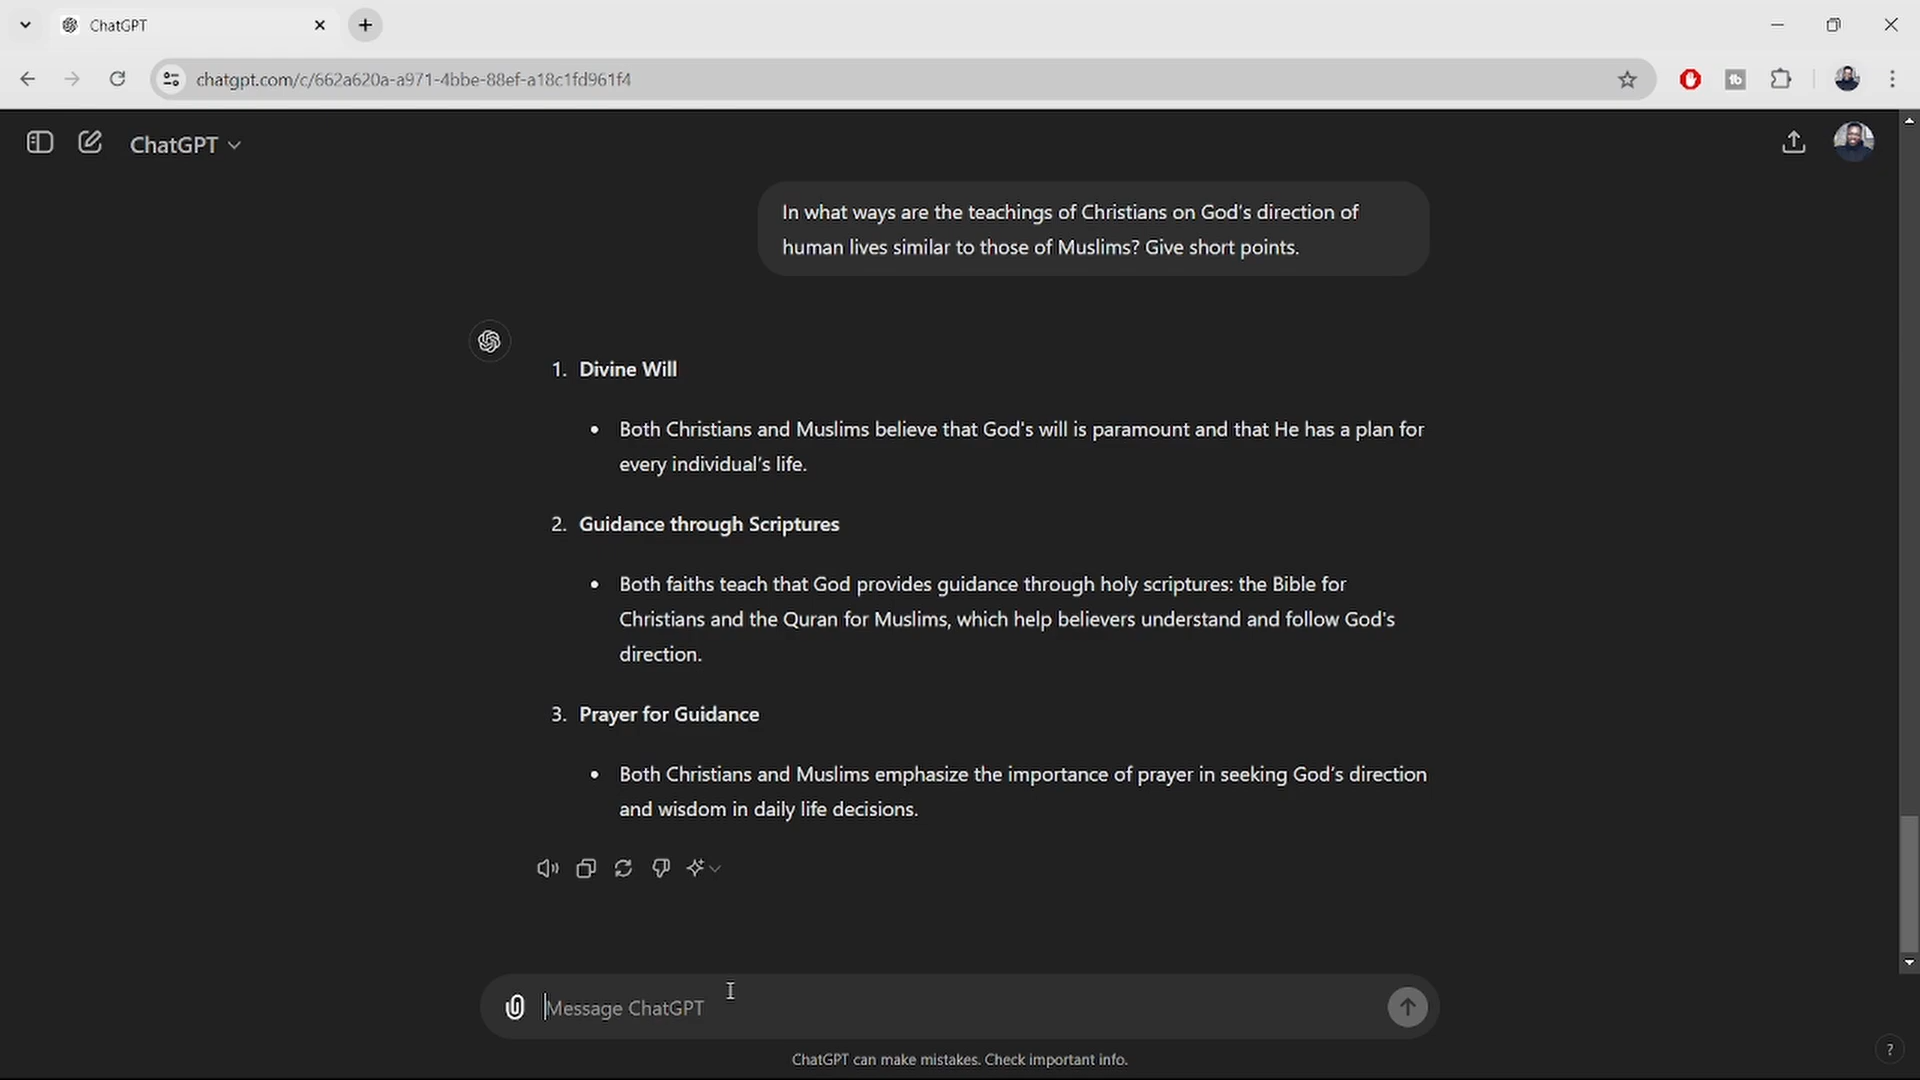 ChatGPT
chatgpt.com/c/662a620a-a971-4bbe-88ef-a18c1fd961f4
ChatGPT
In what ways are the teachings of Christians on God's direction of
human lives similar to those of Muslims? Give short points.
1. Divine Will
• Both Christians and Muslims believe that God's will is paramount and that He has a plan for
every individual's life.
2. Guidance through Scriptures
• Both faiths teach that God provides guidance through holy scriptures: the Bible for
Christians and the Quran for Muslims, which help believers understand and follow God's
direction.
3. Prayer for Guidance
• Both Christians and Muslims emphasize the importance of prayer in seeking God's direction
and wisdom in daily life decisions.
Message ChatGPT
ChatGPT can make mistakes. Check important info.
?